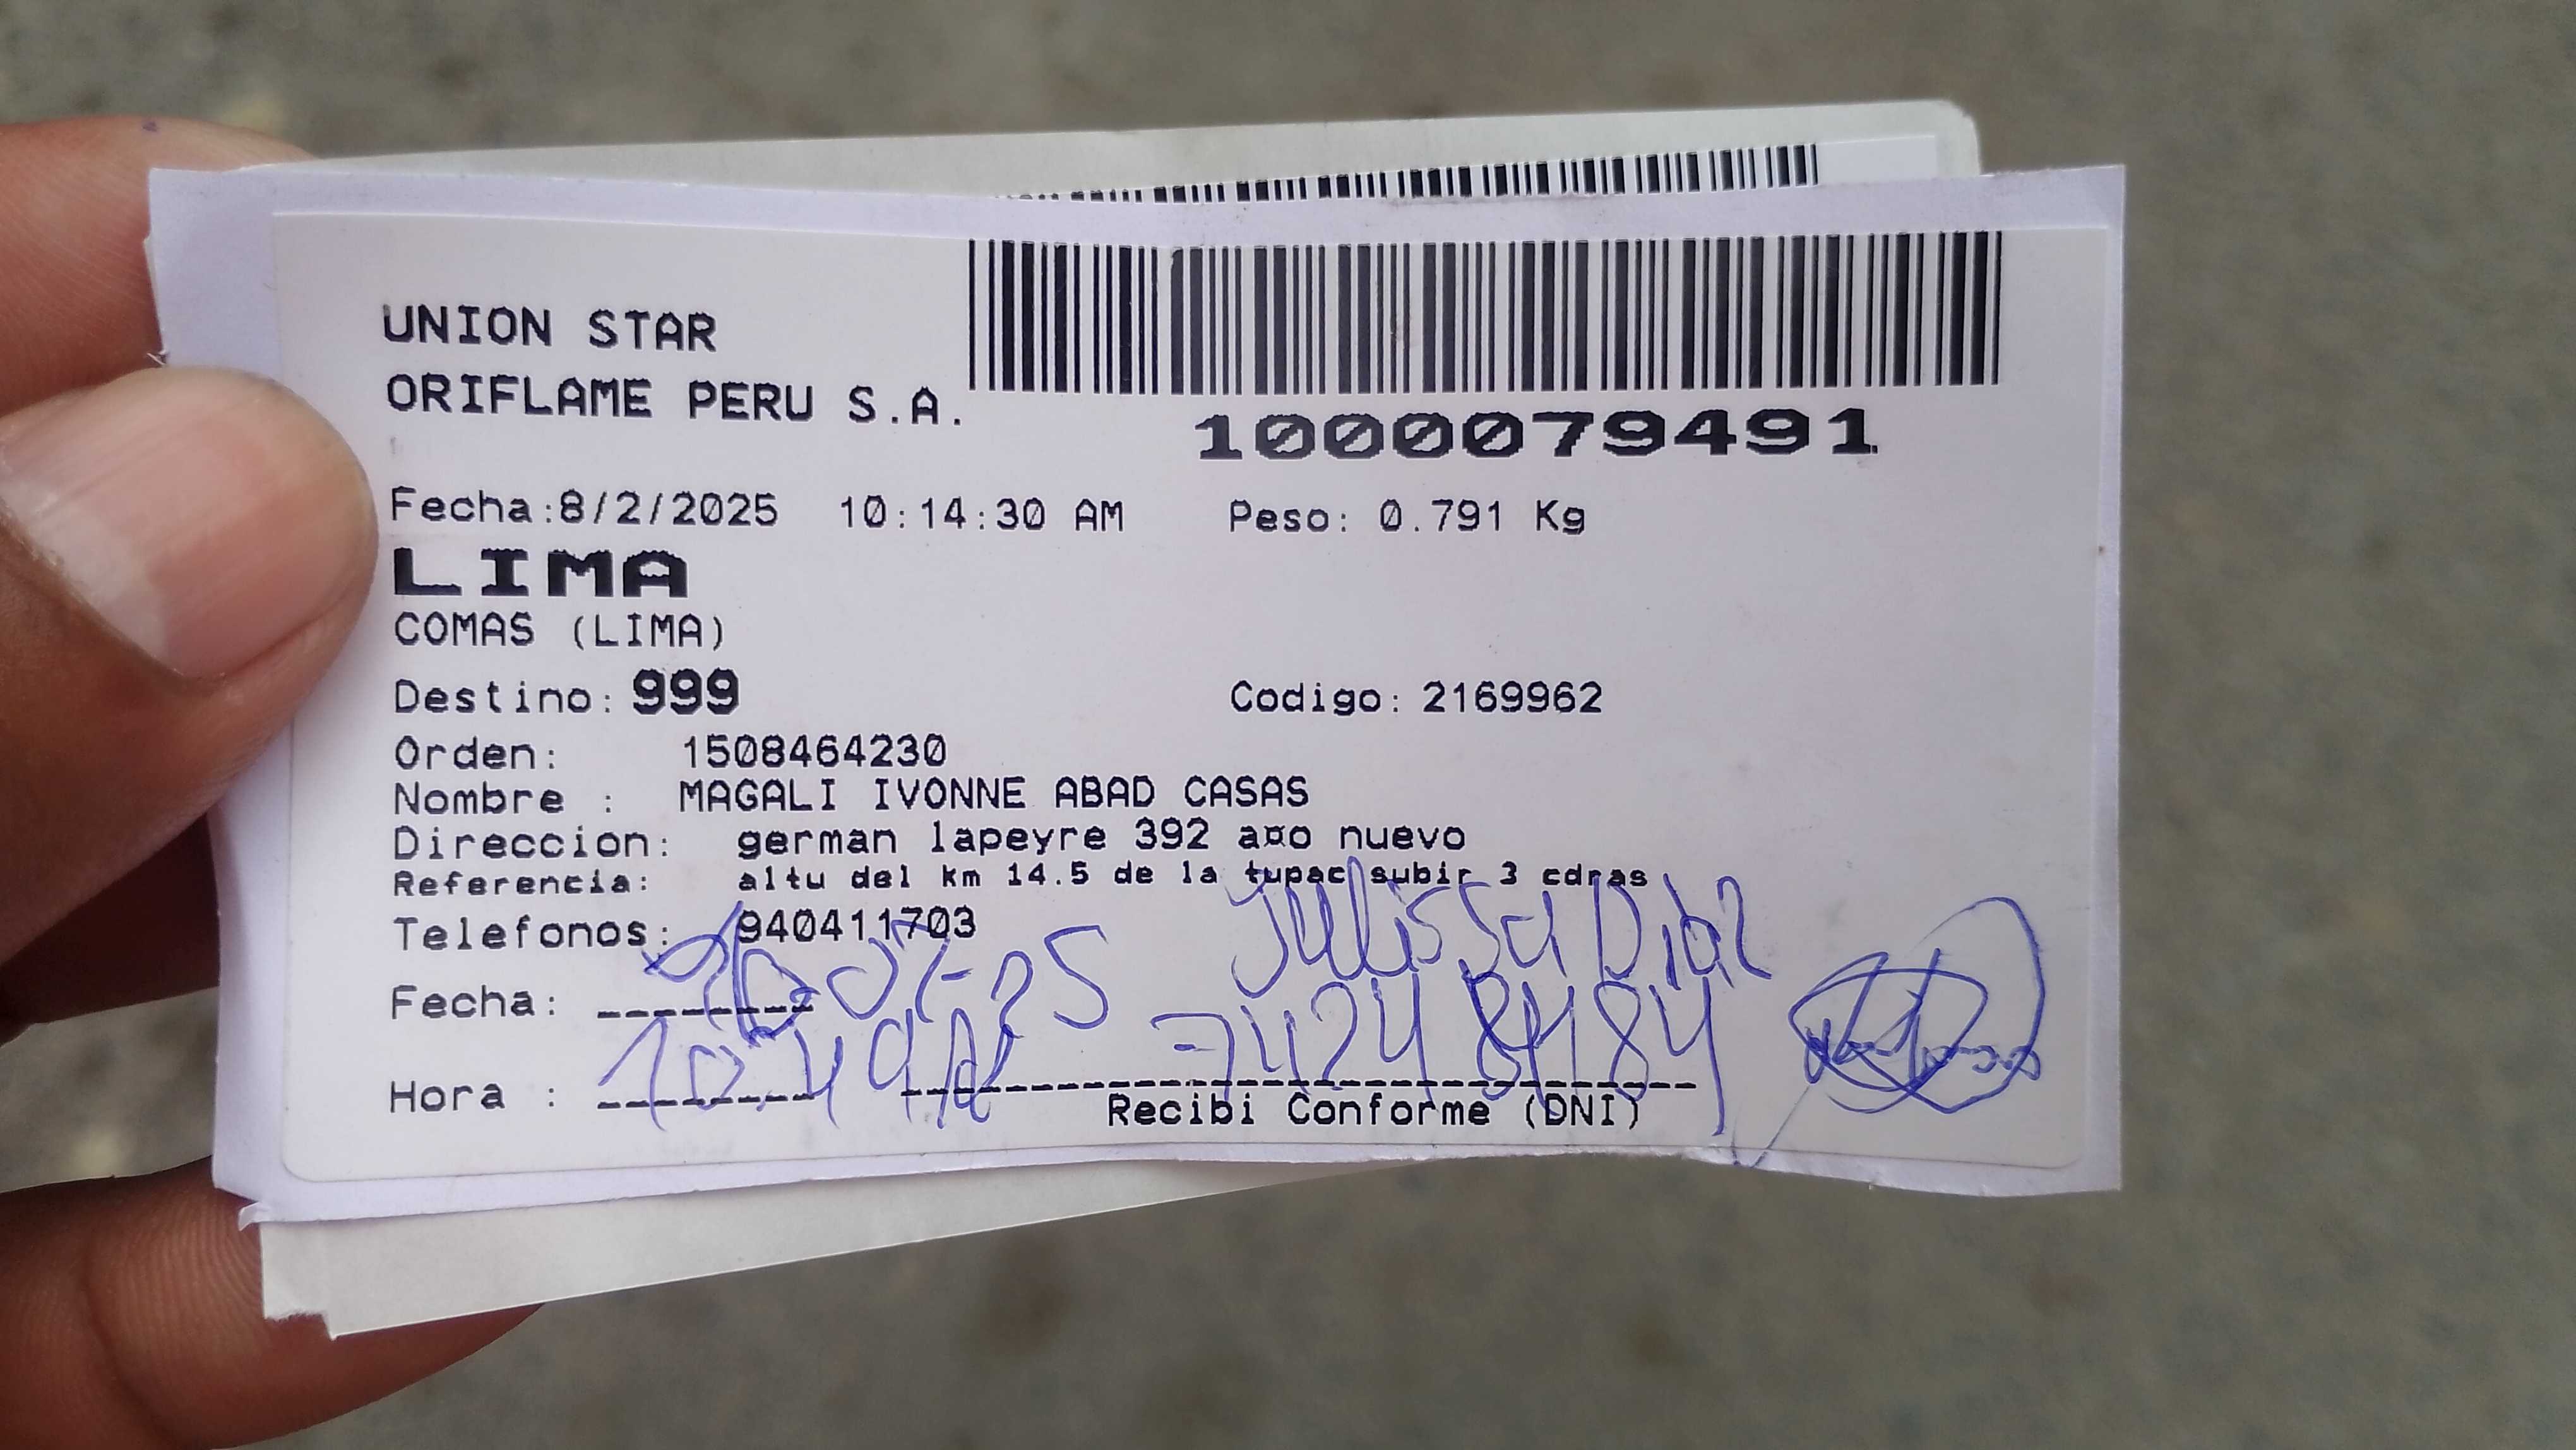 UNION STAR
ORIFLAME PERU S.A.
1000079491
Fecha:8/2/2025 10:14:30 AM Peso: 0.791 Kg
LIMA
COMAS (LIMA)
Destino: 999 Codigo: 2169962
Orden: 1508464230
Nombre : MAGALI IVONNE ABAD CASAS
Direccion: german lapeyre 392 a¤o nuevo
Referencia: altu del km 14.5 de la tupac subir 3 cdras
Telefonos: 940411703
Julissa Diaz
Fecha:
Hora :
Recibi Conforme (DNI)